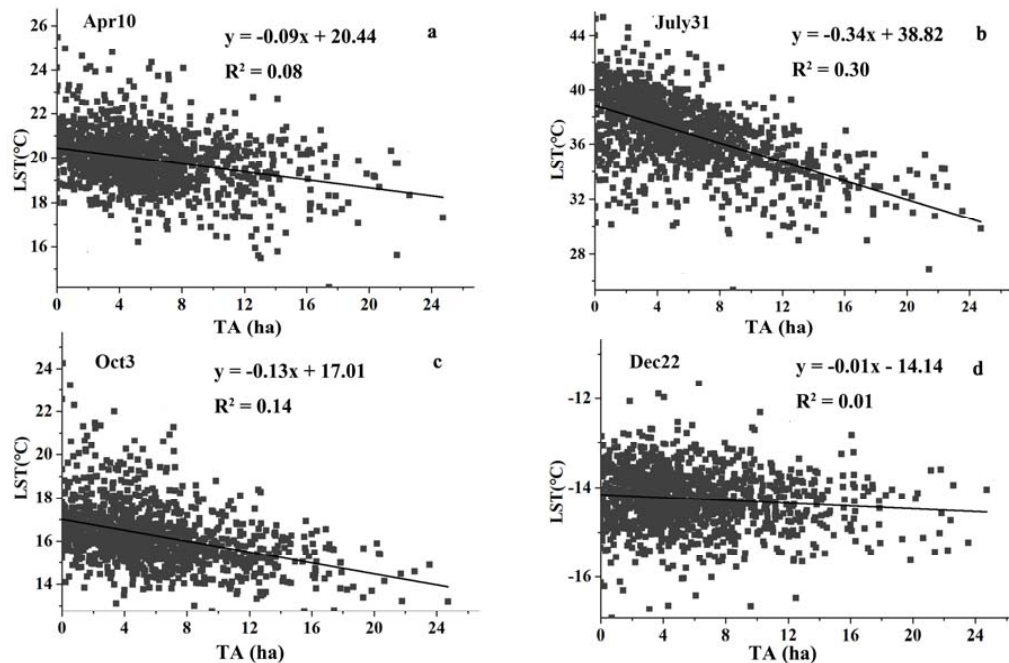 Apr10
a
y = -0.09x + 20.44
R² = 0.08
26
24
22
20
18
16
LST(°C)
0 4 8 12 16 20 24
TA (ha)
July31
b
y = -0.34x + 38.82
R² = 0.30
44
40
36
32
28
LST(°C)
0 4 8 12 16 20 24
TA (ha)
Oct3
c
y = -0.13x + 17.01
R² = 0.14
24
22
20
18
16
14
LST(°C)
0 4 8 12 16 20 24
TA (ha)
Dec22
d
y = -0.01x - 14.14
R² = 0.01
-12
-14
-16
LST(°C)
0 4 8 12 16 20 24
TA (ha)